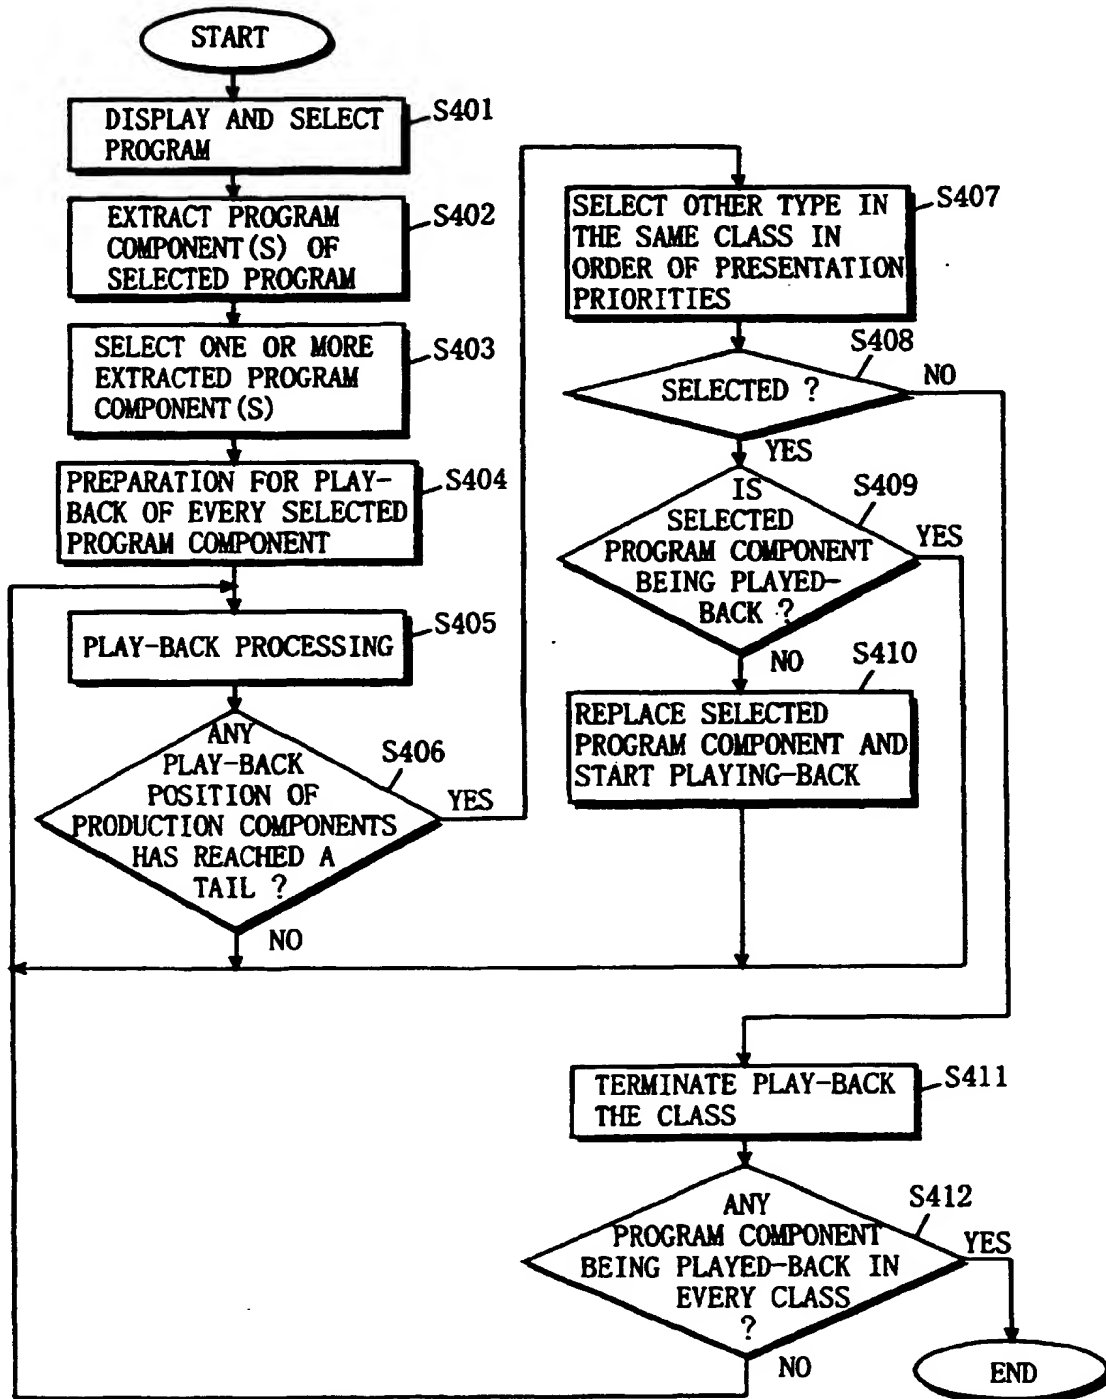 START
DISPLAY AND SELECT
PROGRAM
S401
EXTRACT PROGRAM
COMPONENT(S) OF
SELECTED PROGRAM
S402
SELECT ONE OR MORE
EXTRACTED PROGRAM
COMPONENT(S)
S403
PREPARATION FOR PLAY-
BACK OF EVERY SELECTED
PROGRAM COMPONENT
S404
PLAY-BACK PROCESSING
S405
ANY
PLAY-BACK
POSITION OF
PRODUCTION COMPONENTS
HAS REACHED A
TAIL ?
S406
YES
NO
SELECT OTHER TYPE IN
THE SAME CLASS IN
ORDER OF PRESENTATION
PRIORITIES
S407
SELECTED ?
S408
NO
YES
IS
SELECTED
PROGRAM COMPONENT
BEING PLAYED-
BACK ?
S409
YES
NO
REPLACE SELECTED
PROGRAM COMPONENT AND
START PLAYING-BACK
S410
TERMINATE PLAY-BACK
THE CLASS
S411
ANY
PROGRAM COMPONENT
BEING PLAYED-BACK IN
EVERY CLASS
?
S412
YES
NO
END